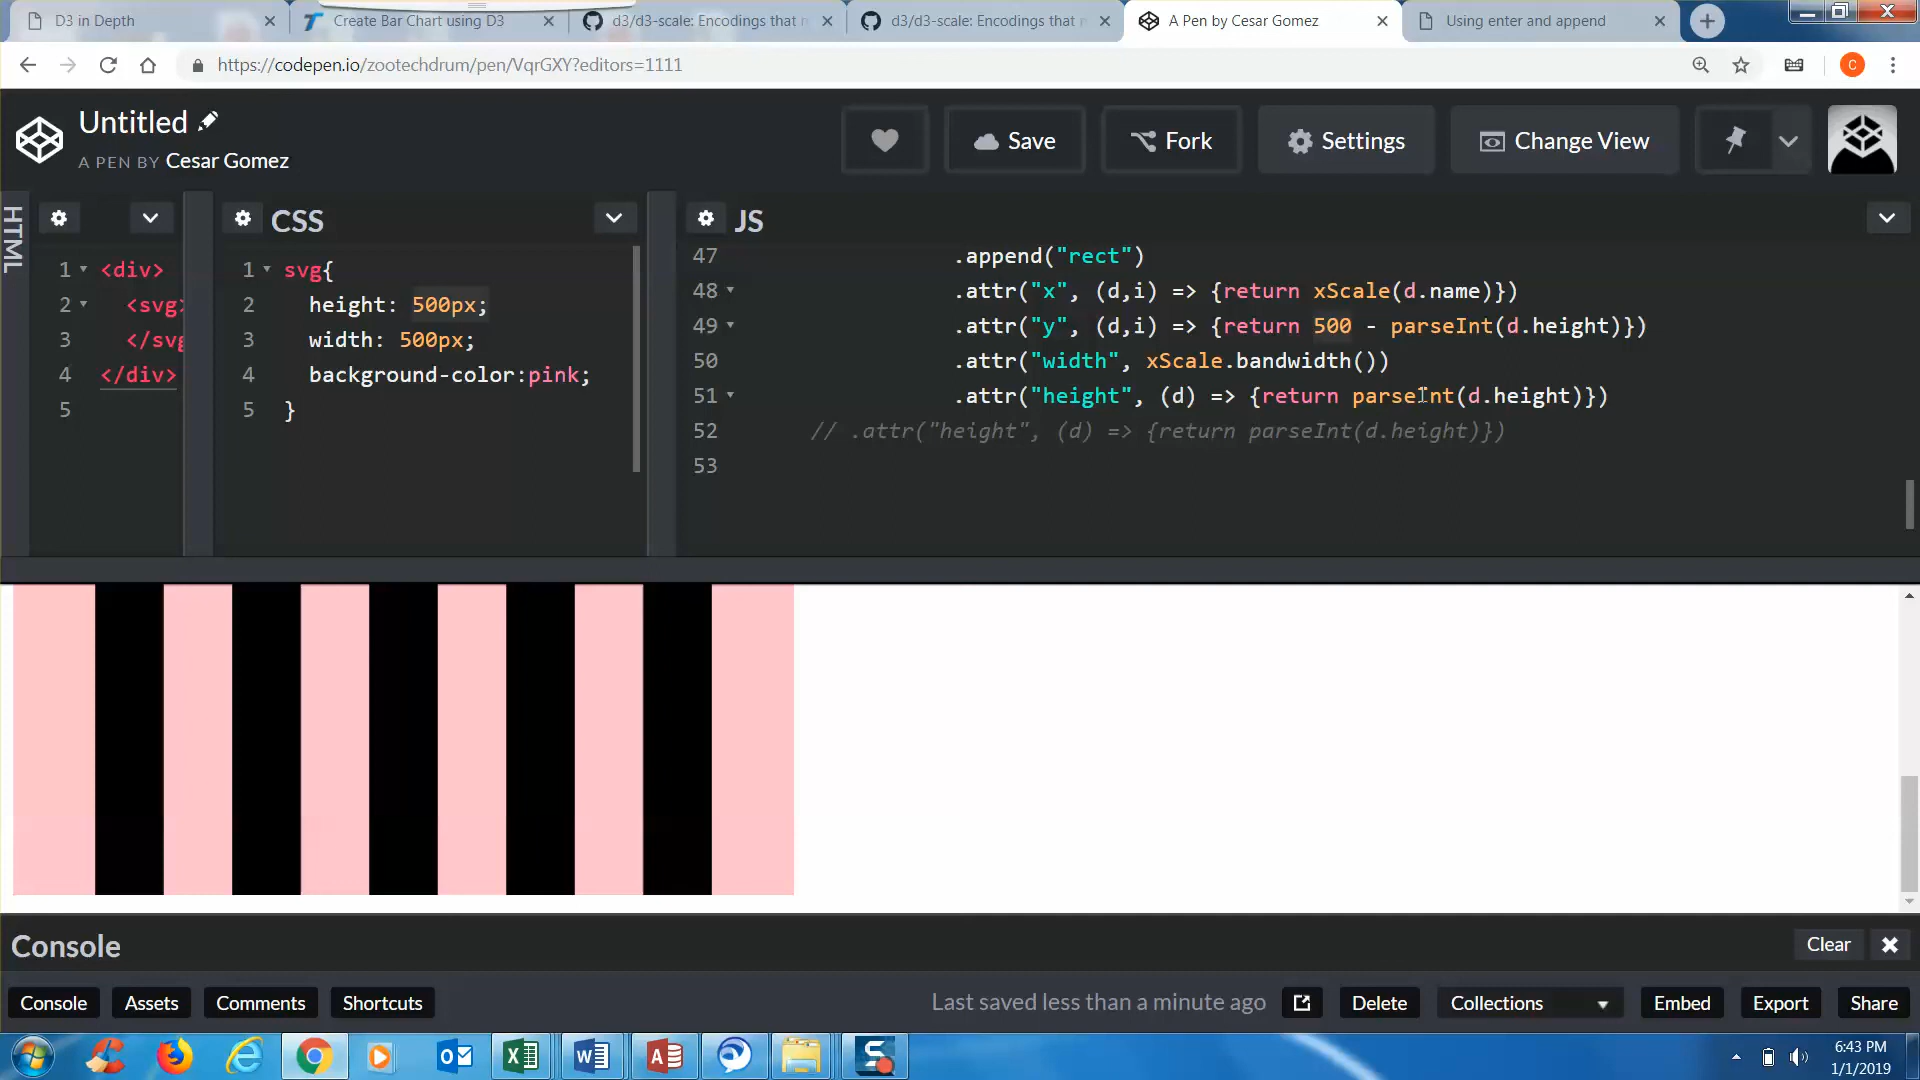 D3 in Depth
Create Bar Chart using D3
d3/d3-scale: Encodings that m
d3/d3-scale: Encodings that m
A Pen by Cesar Gomez
Using enter and append
https://codepen.io/zootechdrum/pen/VqrGXY?editors=1111
C
Untitled
A PEN BY Cesar Gomez
Save
Fork
Settings
Change View
HTML
1 <div>
2 <svg>
3 </svg
4 </div>
5
CSS
1 svg{
2 height: 500px;
3 width: 500px;
4 background-color:pink;
5 }
JS
47 .append("rect")
48 .attr("x", (d,i) => {return xScale(d.name)})
49 .attr("y", (d,i) => {return 500 - parseInt(d.height)})
50 .attr("width", xScale.bandwidth())
51 .attr("height", (d) => {return parseInt(d.height)})
52 // .attr("height", (d) => {return parseInt(d.height)})
53
Console
Clear
Console
Assets
Comments
Shortcuts
Last saved less than a minute ago
Delete
Collections
Embed
Export
Share
6:43 PM
1/1/2019